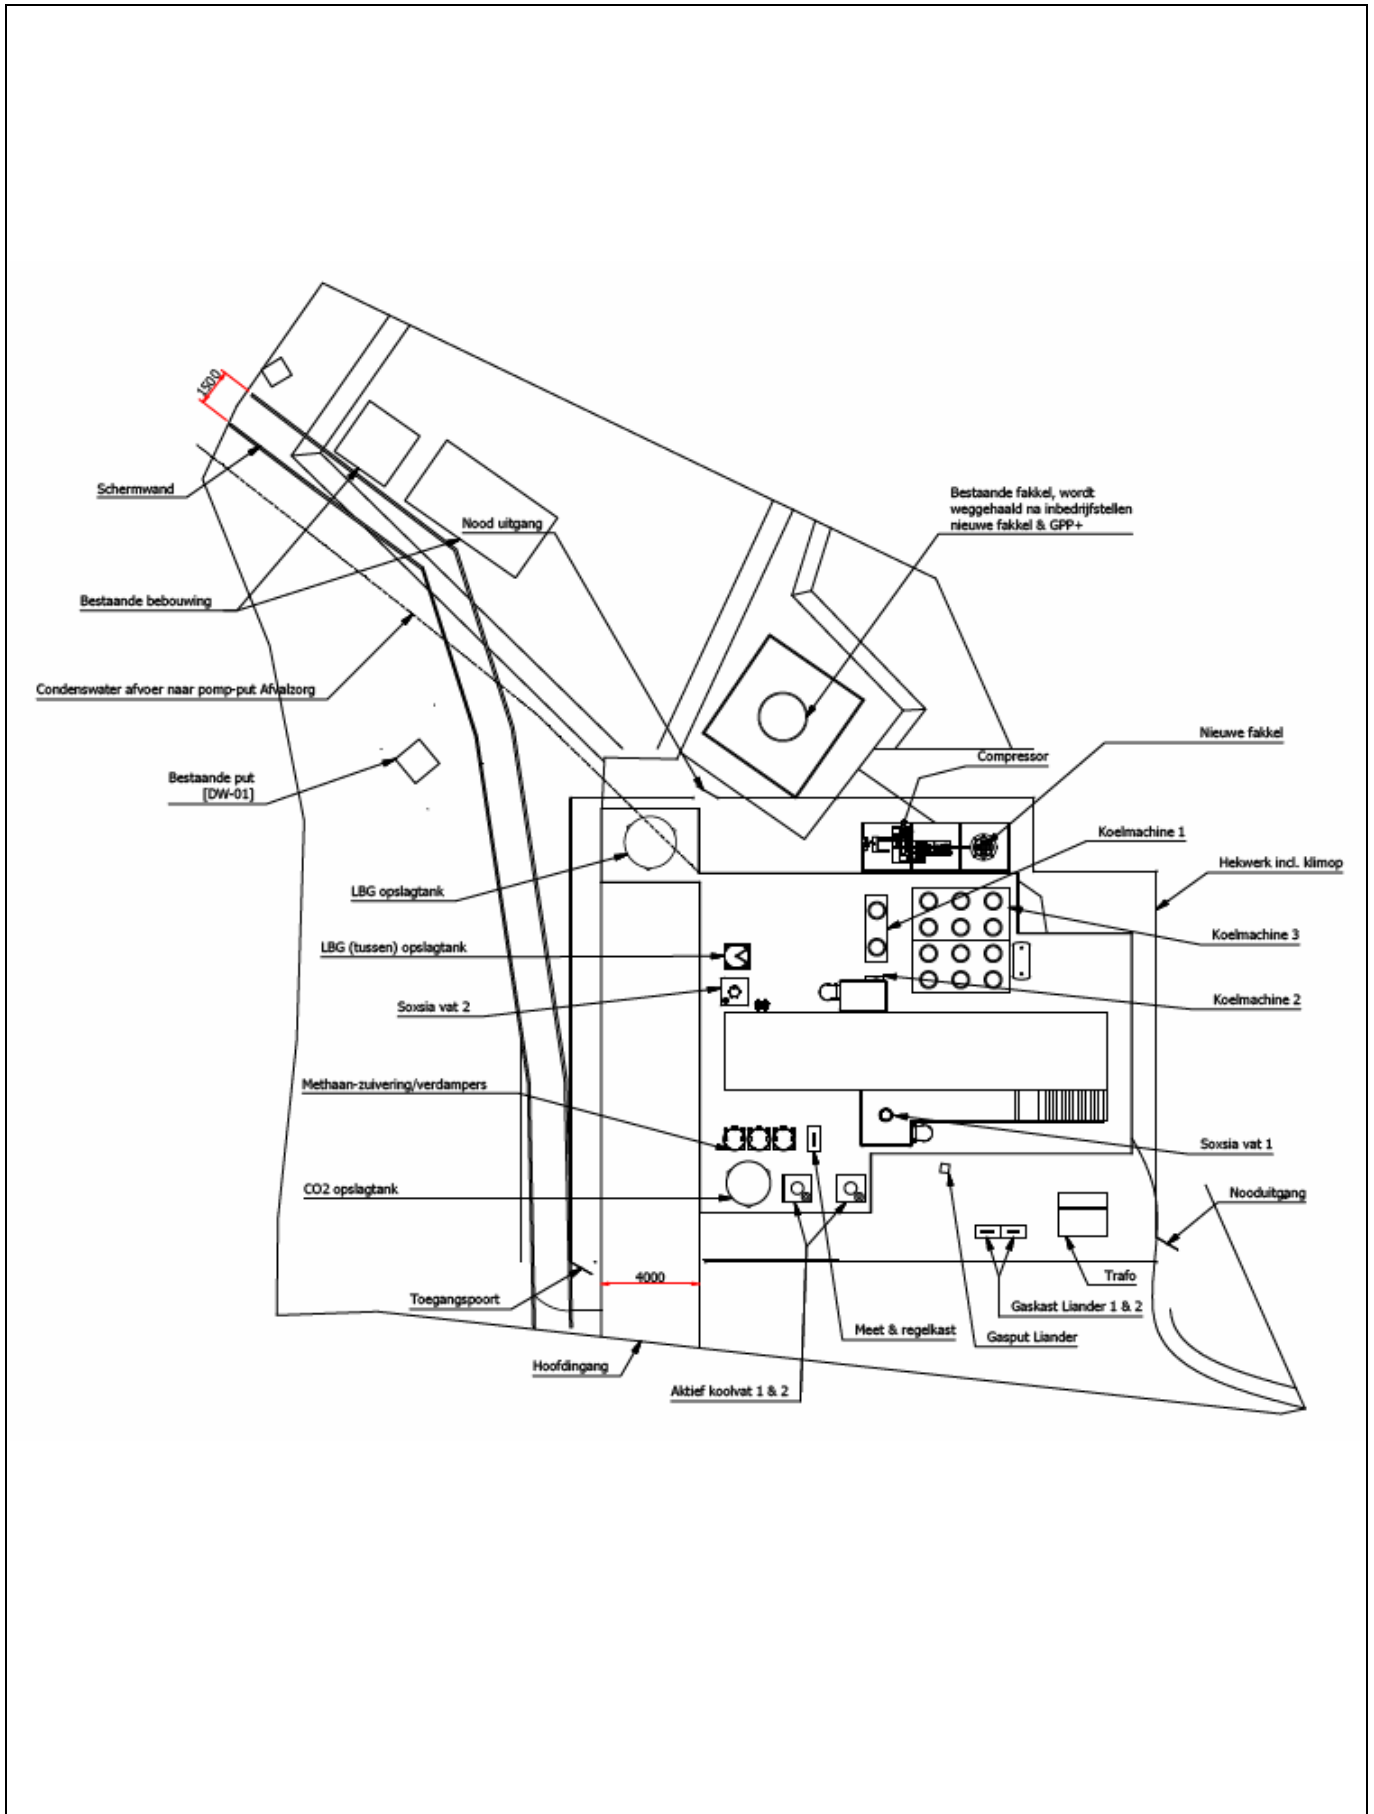 1500
Schermwand
Nood uitgang
Bestaande fakkel, wordt
weggehaald na inbedrijfstellen
nieuwe fakkel & GPP+
Bestaande bebouwing
Condenswater afvoer naar pomp-put Afvalzorg
Nieuwe fakkel
Compressor
Bestaande put
[DW-01]
Koelmachine 1
Hekwerk incl. klimop
LBG opslagtank
Koelmachine 3
LBG (tussen) opslagtank
Koelmachine 2
Soxsia vat 2
Methaan-zuivering/verdampers
Soxsia vat 1
CO2 opslagtank
Nooduitgang
4000
Trafo
Toegangspoort
Gaskast Liander 1 & 2
Meet & regelkast
Gasput Liander
Hoofdingang
Aktief koolvat 1 & 2